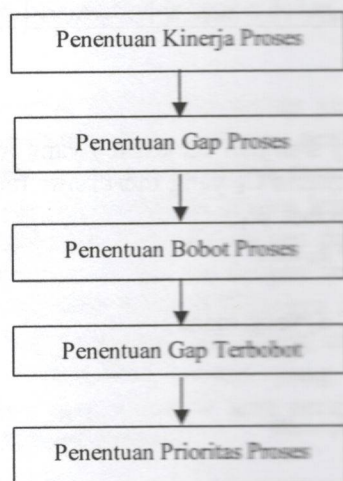 Penentuan Kinerja Proses
Penentuan Gap Proses
Penentuan Bobot Proses
Penentuan Gap Terbobot
Penentuan Prioritas Proses